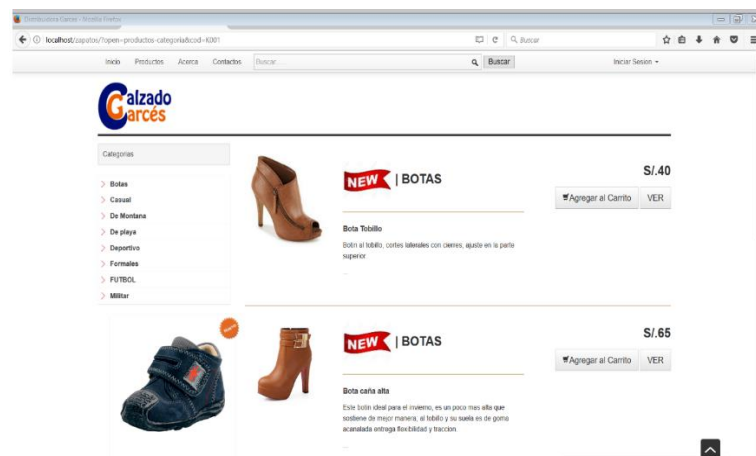 Distribuidora Garces - Mozilla Firefox
localhost/zapatos/?open=productos-categoria&cod=K001
Buscar
Inicio Productos Acerca Contactos Buscar... Buscar Iniciar Sesion
Calzado
Garcés
Categorias
Botas
Casual
De Montana
De playa
Deportivo
Formales
FUTBOL
Militar
NEW | BOTAS
S/.40
Agregar al Carrito VER
Bota Tobillo
Botin al tobillo, cortes laterales con cierres, ajuste en la parte
superior.
...
NEW | BOTAS
S/.65
Agregar al Carrito VER
Bota caña alta
Este botin ideal para el invierno, es un poco mas alta que
sostiene de mejor manera, al tobillo y su suela es de goma
acanalada entrega flexibilidad y traccion.
...